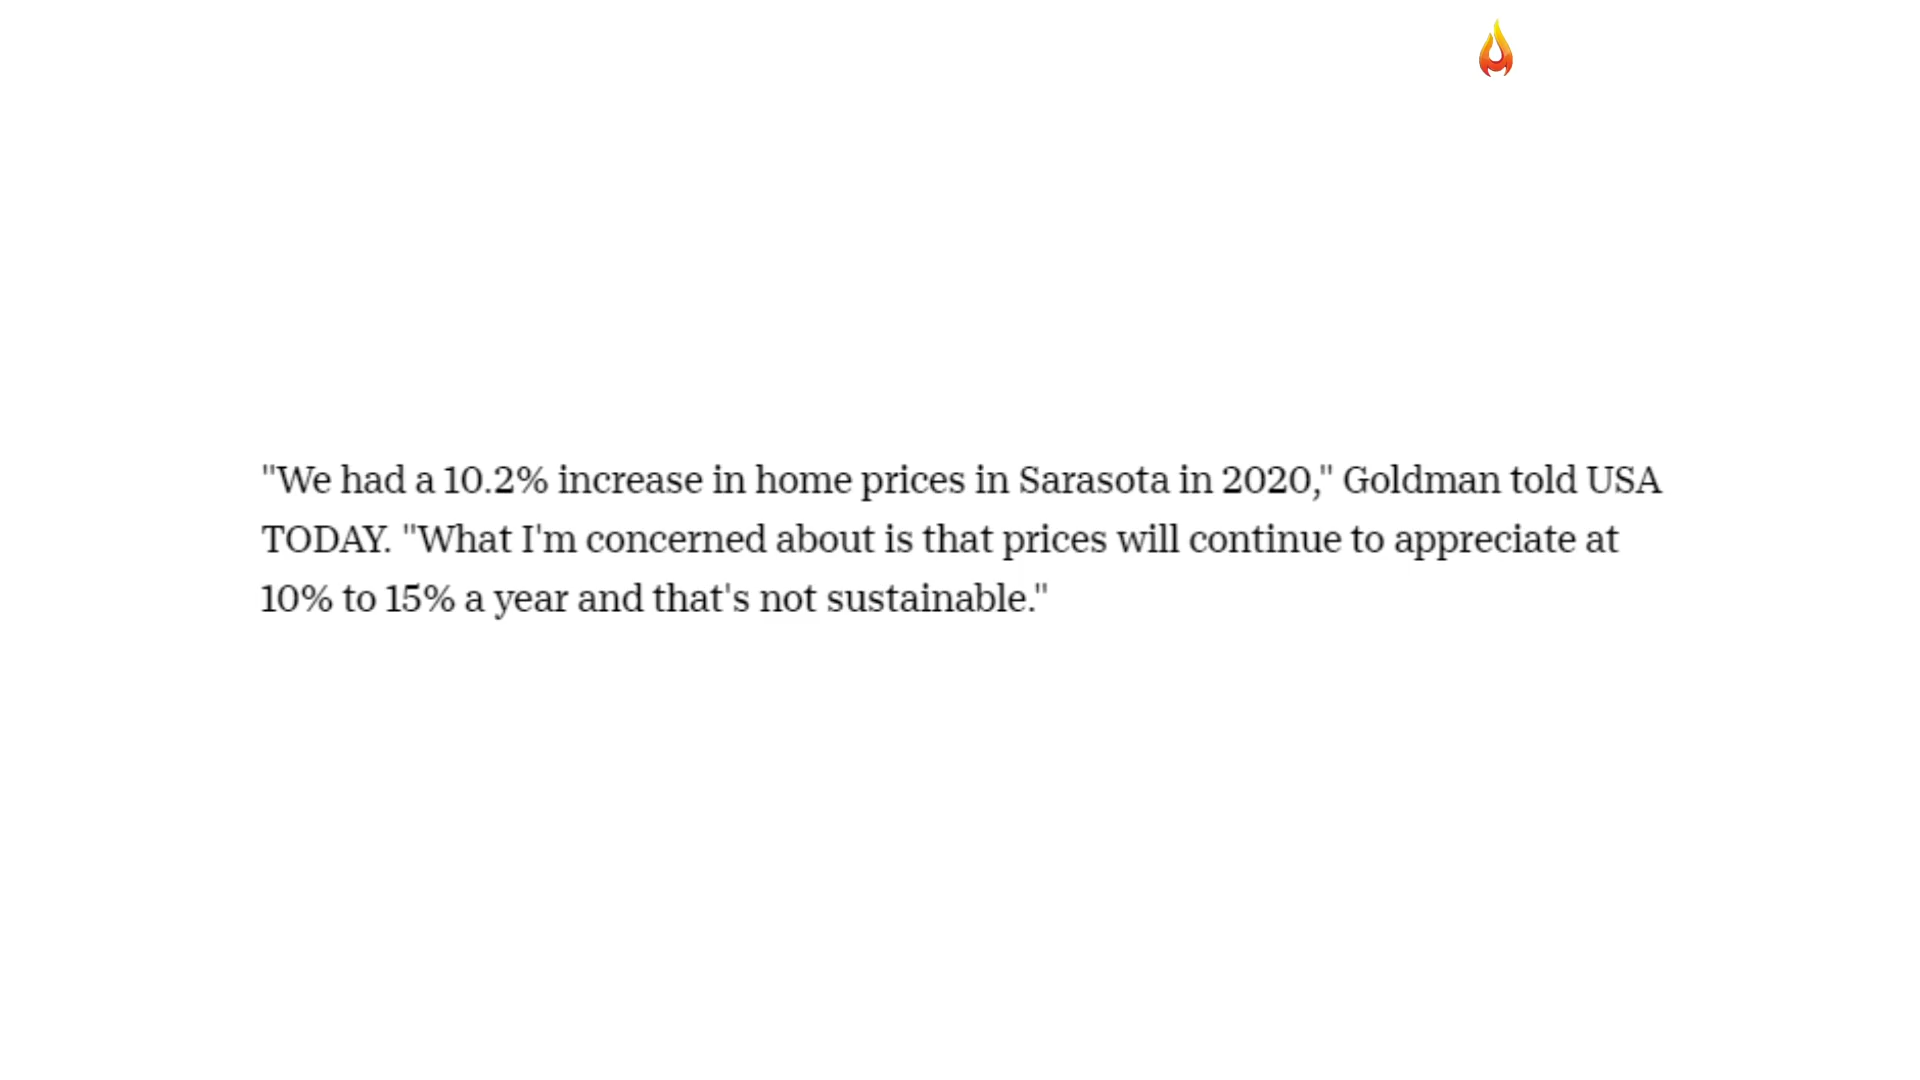 "We had a 10.2% increase in home prices in Sarasota in 2020," Goldman told USA
TODAY. "What I'm concerned about is that prices will continue to appreciate at
10% to 15% a year and that's not sustainable."